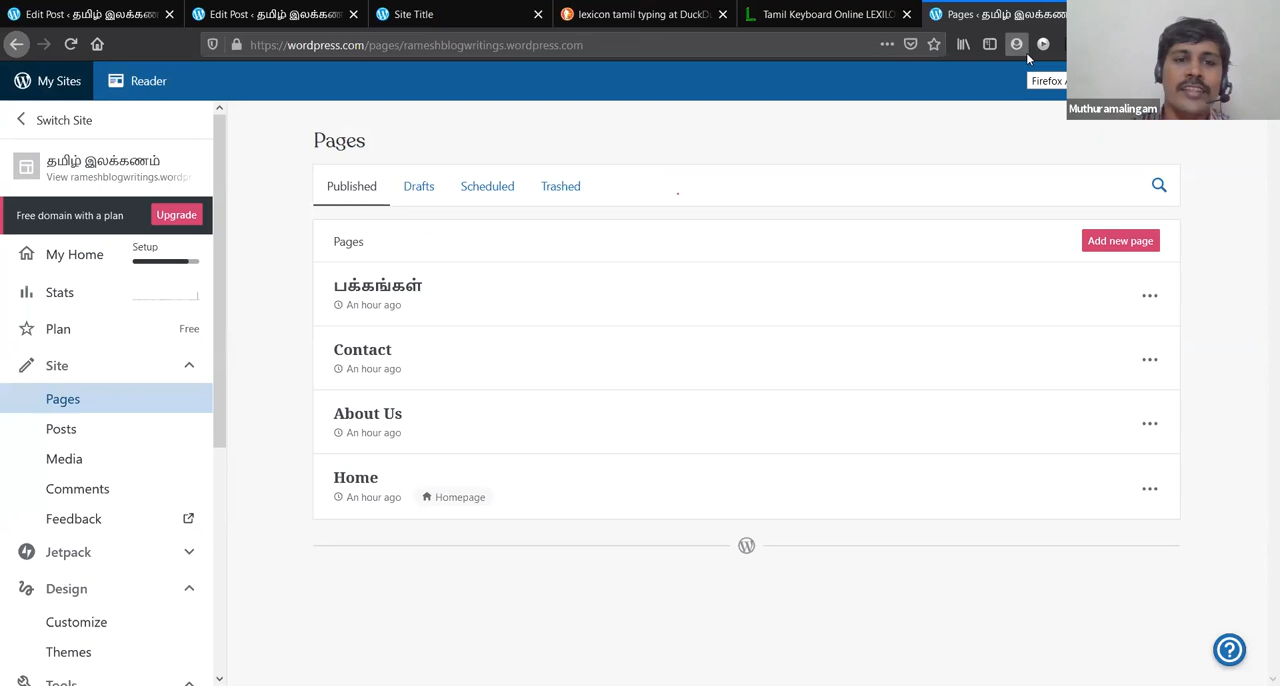 Edit Post ‹ தமிழ் இலக்கண
Edit Post ‹ தமிழ் இலக்கண
Site Title
lexicon tamil typing at DuckDu
Tamil Keyboard Online LEXILO
Pages ‹ தமிழ் இலக்கணம்
https://wordpress.com/pages/rameshblogwritings.wordpress.com
My Sites
Reader
Firefox
Muthuramalingam
Switch Site
தமிழ் இலக்கணம்
View rameshblogwritings.wordpr
Free domain with a plan
Upgrade
My Home
Setup
Stats
Plan
Free
Site
Pages
Posts
Media
Comments
Feedback
Jetpack
Design
Customize
Themes
Tools
Pages
Published
Drafts
Scheduled
Trashed
Pages
Add new page
பக்கங்கள்
An hour ago
Contact
An hour ago
About Us
An hour ago
Home
An hour ago
Homepage